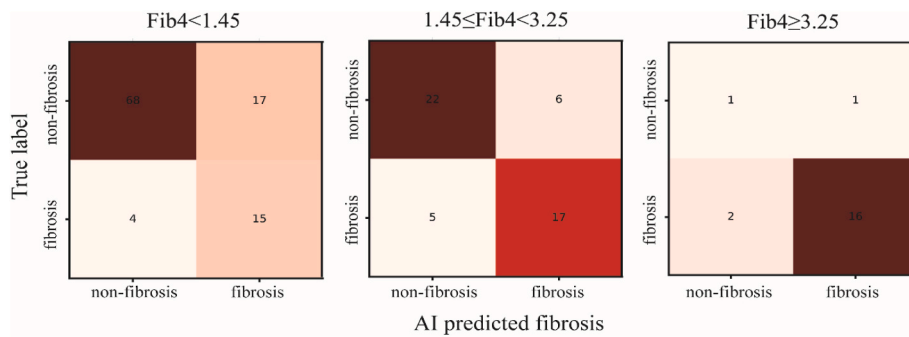 Fib4<1.45
1.45≤Fib4<3.25
Fib4≥3.25
True label
non-fibrosis
fibrosis
68
17
4
15
non-fibrosis
fibrosis
non-fibrosis
fibrosis
22
6
5
17
non-fibrosis
fibrosis
non-fibrosis
fibrosis
1
1
2
16
non-fibrosis
fibrosis
AI predicted fibrosis